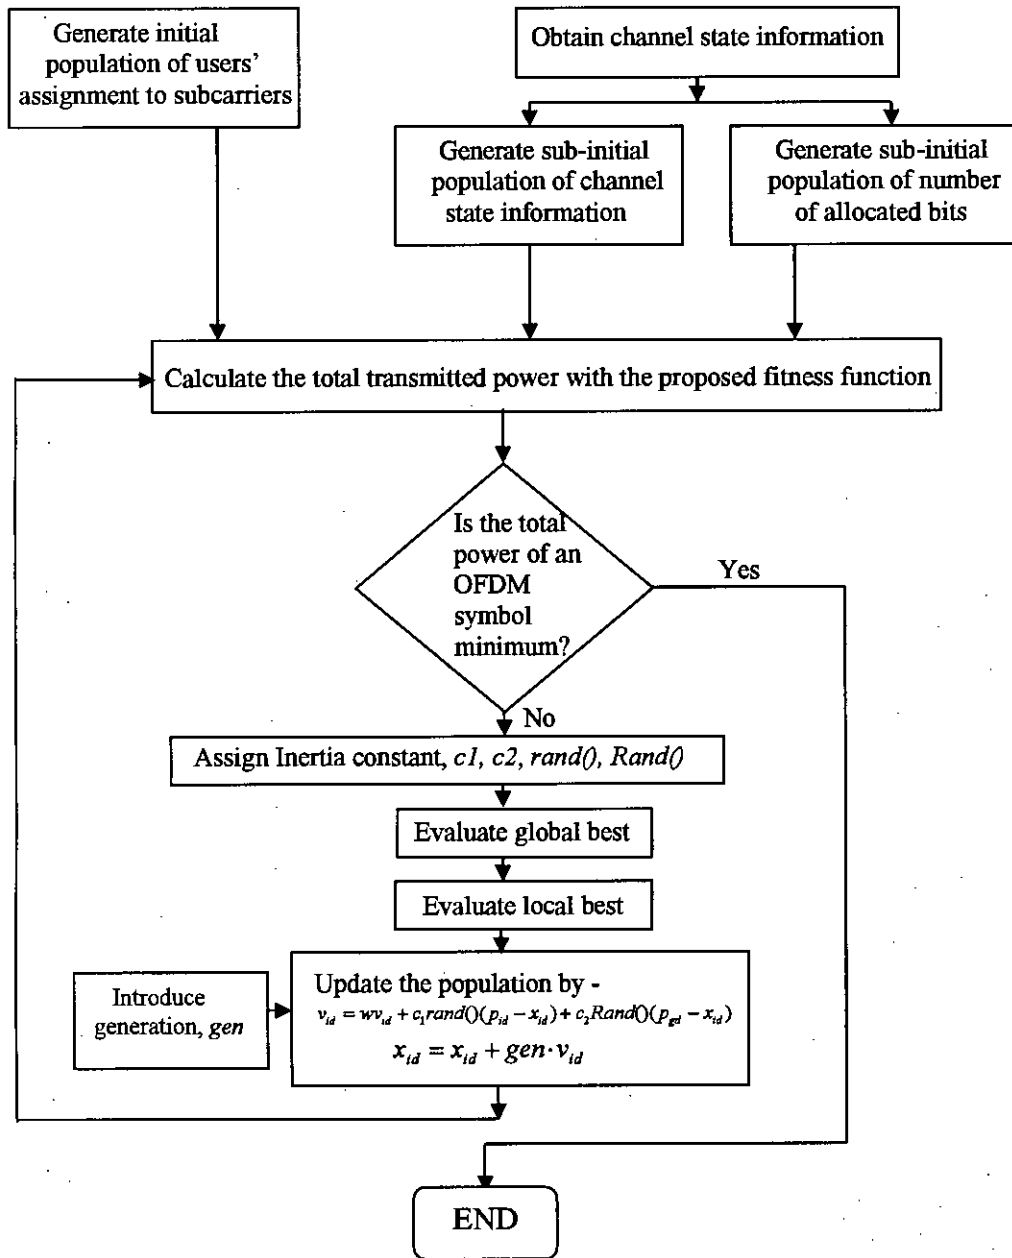 Generate initial
population of users'
assignment to subcarriers
Obtain channel state information
Generate sub-initial
population of channel
state information
Generate sub-initial
population of number
of allocated bits
Calculate the total transmitted power with the proposed fitness function
Is the total
power of an
OFDM
symbol
minimum?
Yes
No
Assign Inertia constant, c1, c2, rand(), Rand()
Evaluate global best
Evaluate local best
Introduce
generation, gen
Update the population by -
v_id = wv_id + c_1rand()(p_id − x_id) + c_2Rand()(p_gd − x_id)
x_id = x_id + gen·v_id
END